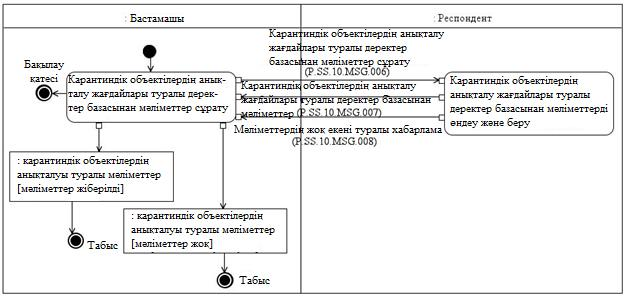 : Бастамашы
: Респондент
Карантиндік объектілердің анықталу
жағдайлары туралы деректер
базасынан мәліметтер сұрату
(P.SS.10.MSG.006)
Бақылау
қатесі
Карантиндік объектілердің анық-
талу жағдайлары туралы дерек-
тер базасынан мәліметтер сұрату
Карантиндік объектілердің анықталу
жағдайлары туралы деректер базасынан
мәліметтер (P.SS.10.MSG.007)
Мәліметтердің жоқ екені туралы хабарлама
(P.SS.10.MSG.008)
Карантиндік объектілердің
анықталу жағдайлары туралы
деректер базасынан мәліметтерді
өңдеу және беру
: карантиндік объектілердің
анықталуы туралы мәліметтер
[мәліметтер жіберілді]
Табыс
: карантиндік объектілердің
анықталуы туралы мәліметтер
[мәліметтер жоқ]
Табыс